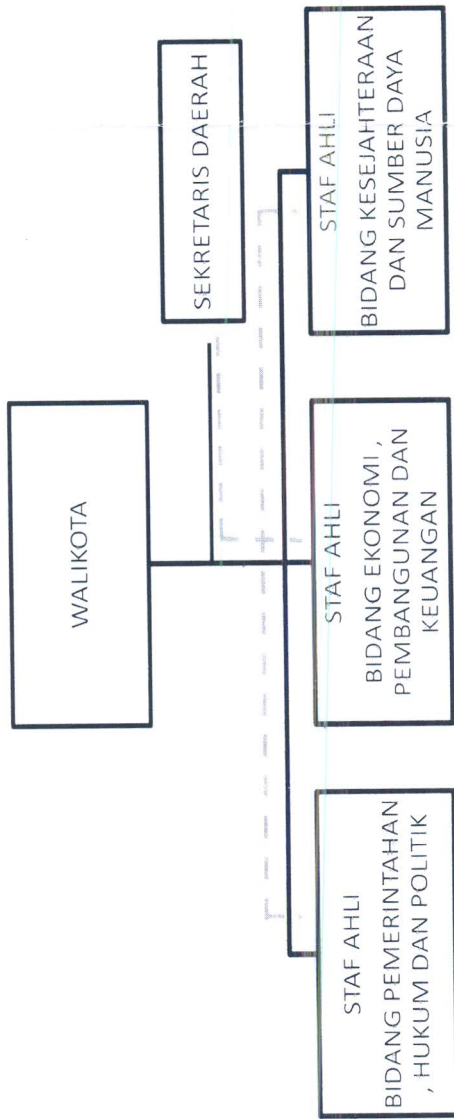 WALIKOTA
SEKRETARIS DAERAH
STAF AHLI
BIDANG PEMERINTAHAN
, HUKUM DAN POLITIK
STAF AHLI
BIDANG EKONOMI ,
PEMBANGUNAN DAN
KEUANGAN
STAF AHLI
BIDANG KESEJAHTERAAN
DAN SUMBER DAYA
MANUSIA